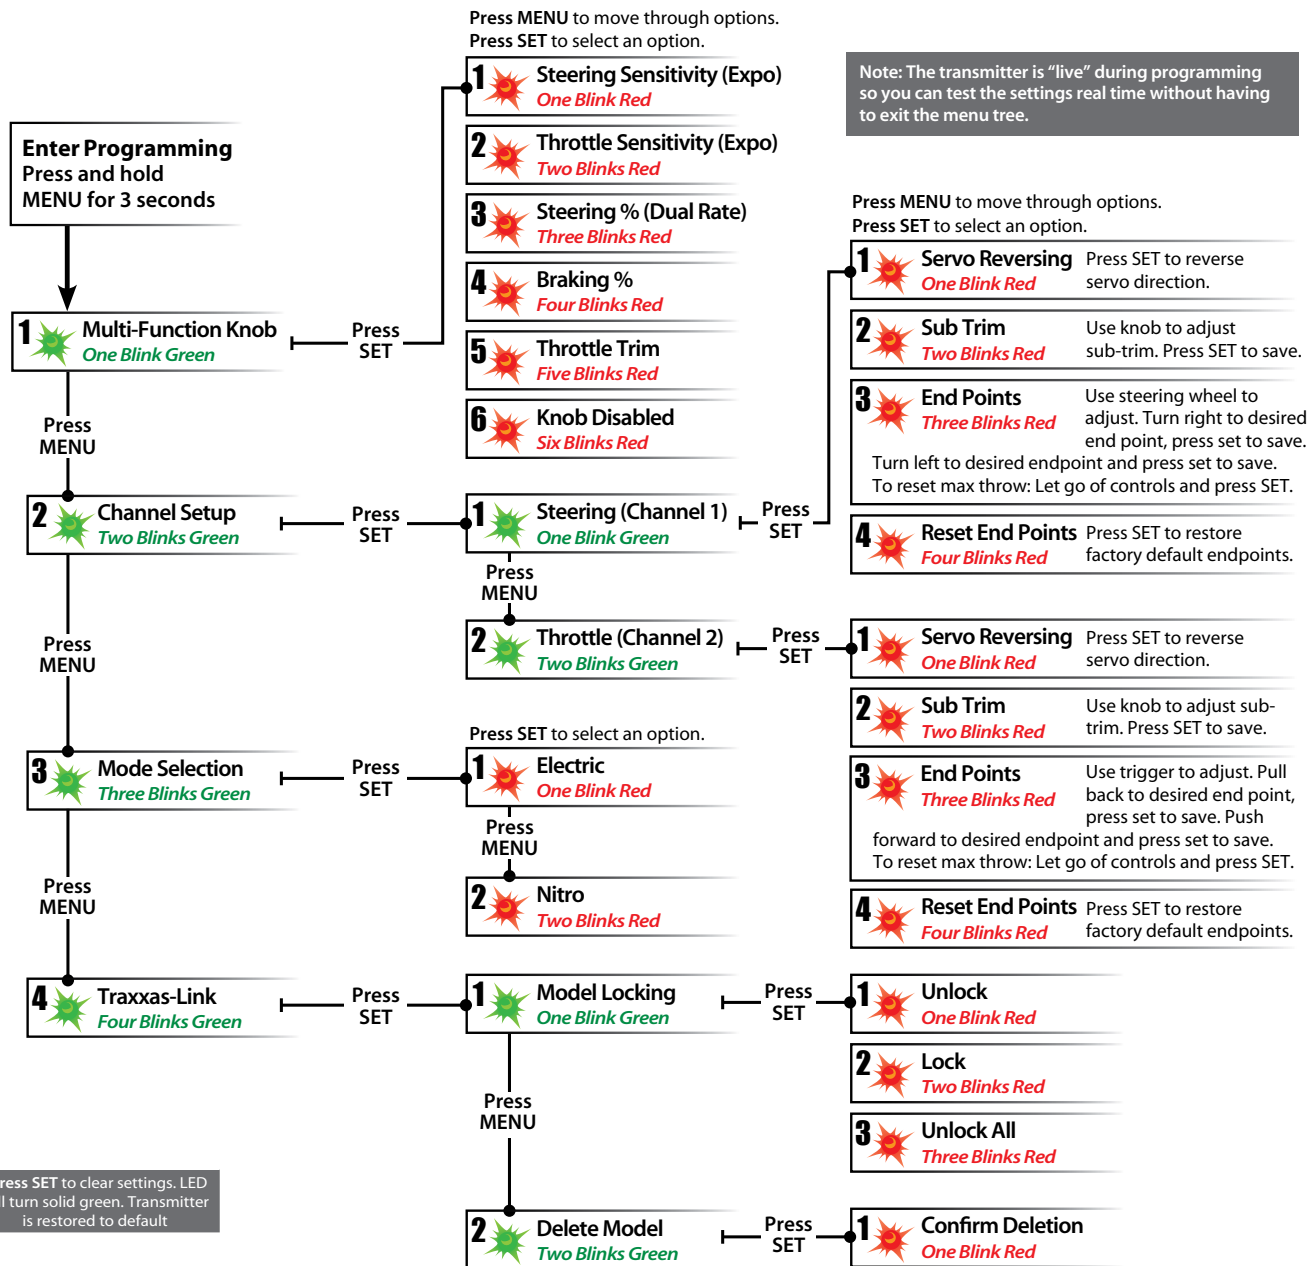 Press MENU to move through options.
Press SET to select an option.
1 Steering Sensitivity (Expo)
One Blink Red
2 Throttle Sensitivity (Expo)
Two Blinks Red
3 Steering % (Dual Rate)
Three Blinks Red
4 Braking %
Four Blinks Red
5 Throttle Trim
Five Blinks Red
6 Knob Disabled
Six Blinks Red
Note: The transmitter is "live" during programming
so you can test the settings real time without having
to exit the menu tree.
Enter Programming
Press and hold
MENU for 3 seconds
1 Multi-Function Knob
One Blink Green
Press
SET
Press
MENU
2 Channel Setup
Two Blinks Green
Press
SET
1 Steering (Channel 1)
One Blink Green
Press
SET
Press MENU to move through options.
Press SET to select an option.
1 Servo Reversing
One Blink Red
Press SET to reverse
servo direction.
2 Sub Trim
Two Blinks Red
Use knob to adjust
sub-trim. Press SET to save.
3 End Points
Three Blinks Red
Use steering wheel to
adjust. Turn right to desired
end point, press set to save.
Turn left to desired endpoint and press set to save.
To reset max throw: Let go of controls and press SET.
4 Reset End Points
Four Blinks Red
Press SET to restore
factory default endpoints.
Press
MENU
2 Throttle (Channel 2)
Two Blinks Green
Press
SET
1 Servo Reversing
One Blink Red
Press SET to reverse
servo direction.
2 Sub Trim
Two Blinks Red
Use knob to adjust sub-
trim. Press SET to save.
3 End Points
Three Blinks Red
Use trigger to adjust. Pull
back to desired end point,
press set to save. Push
forward to desired endpoint and press set to save.
To reset max throw: Let go of controls and press SET.
4 Reset End Points
Four Blinks Red
Press SET to restore
factory default endpoints.
Press
MENU
3 Mode Selection
Three Blinks Green
Press
SET
Press SET to select an option.
1 Electric
One Blink Red
Press
MENU
2 Nitro
Two Blinks Red
Press
MENU
4 Traxxas-Link
Four Blinks Green
Press
SET
1 Model Locking
One Blink Green
Press
SET
1 Unlock
One Blink Red
2 Lock
Two Blinks Red
3 Unlock All
Three Blinks Red
Press
MENU
2 Delete Model
Two Blinks Green
Press
SET
1 Confirm Deletion
One Blink Red
ress SET to clear settings. LED
ll turn solid green. Transmitter
is restored to default